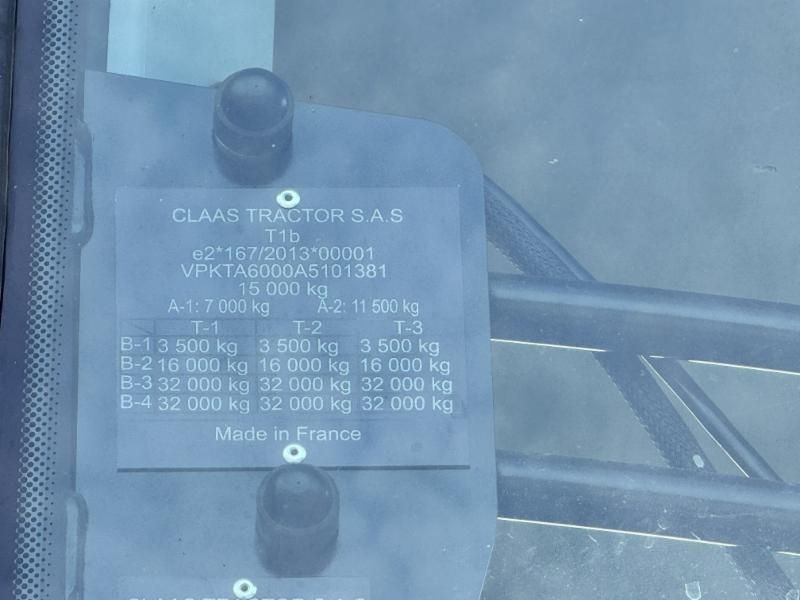 CLAAS TRACTOR S.A.S
T1b
e2*167/2013*00001
VPKTA6000A5101381
15 000 kg
A-1: 7 000 kg A-2: 11 500 kg
T-1 T-2 T-3
B-1 3 500 kg 3 500 kg 3 500 kg
B-2 16 000 kg 16 000 kg 16 000 kg
B-3 32 000 kg 32 000 kg 32 000 kg
B-4 32 000 kg 32 000 kg 32 000 kg
Made in France
CLAAS TRACTOR S.A.S